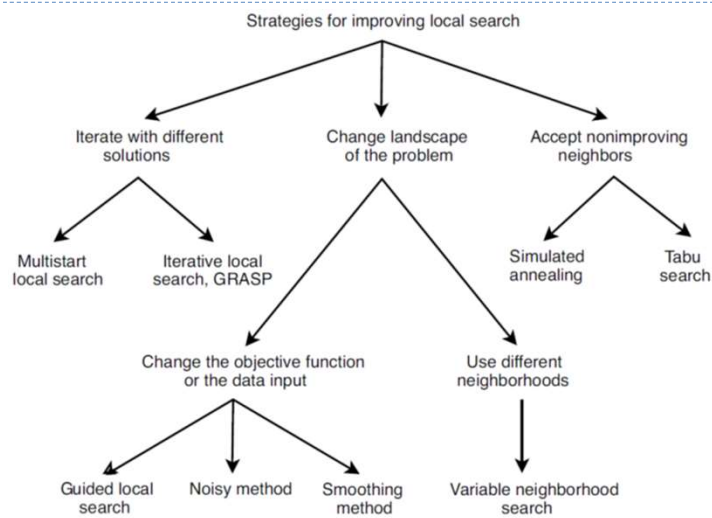 Strategies for improving local search
Iterate with different
solutions
Change landscape
of the problem
Accept nonimproving
neighbors
Multistart
local search
Iterative local
search, GRASP
Simulated
annealing
Tabu
search
Change the objective function
or the data input
Use different
neighborhoods
Guided local
search
Noisy method
Smoothing
method
Variable neighborhood
search